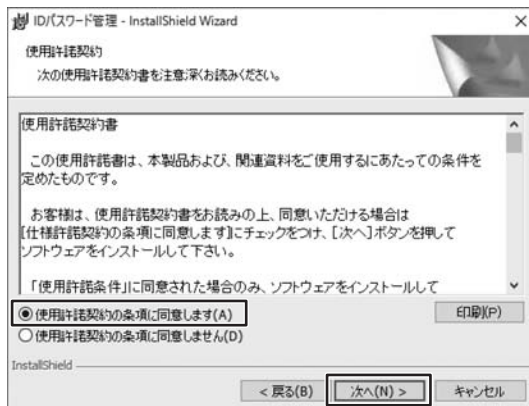 IDパスワード管理 - InstallShield Wizard
使用許諾契約
次の使用許諾契約書を注意深くお読みください。
使用許諾契約書
この使用許諾書は、本製品および、関連資料をご使用するにあたっての条件を
定めたものです。
お客様は、使用許諾契約書をお読みの上、同意いただける場合は
[仕様許諾契約の条項に同意します]にチェックをつけ、[次へ]ボタンを押して
ソフトウェアをインストールして下さい。
「使用許諾条件」に同意された場合のみ、ソフトウェアをインストールして
使用許諾契約の条項に同意します(A)
印刷(P)
使用許諾契約の条項に同意しません(D)
InstallShield
< 戻る(B) 次へ(N) > キャンセル